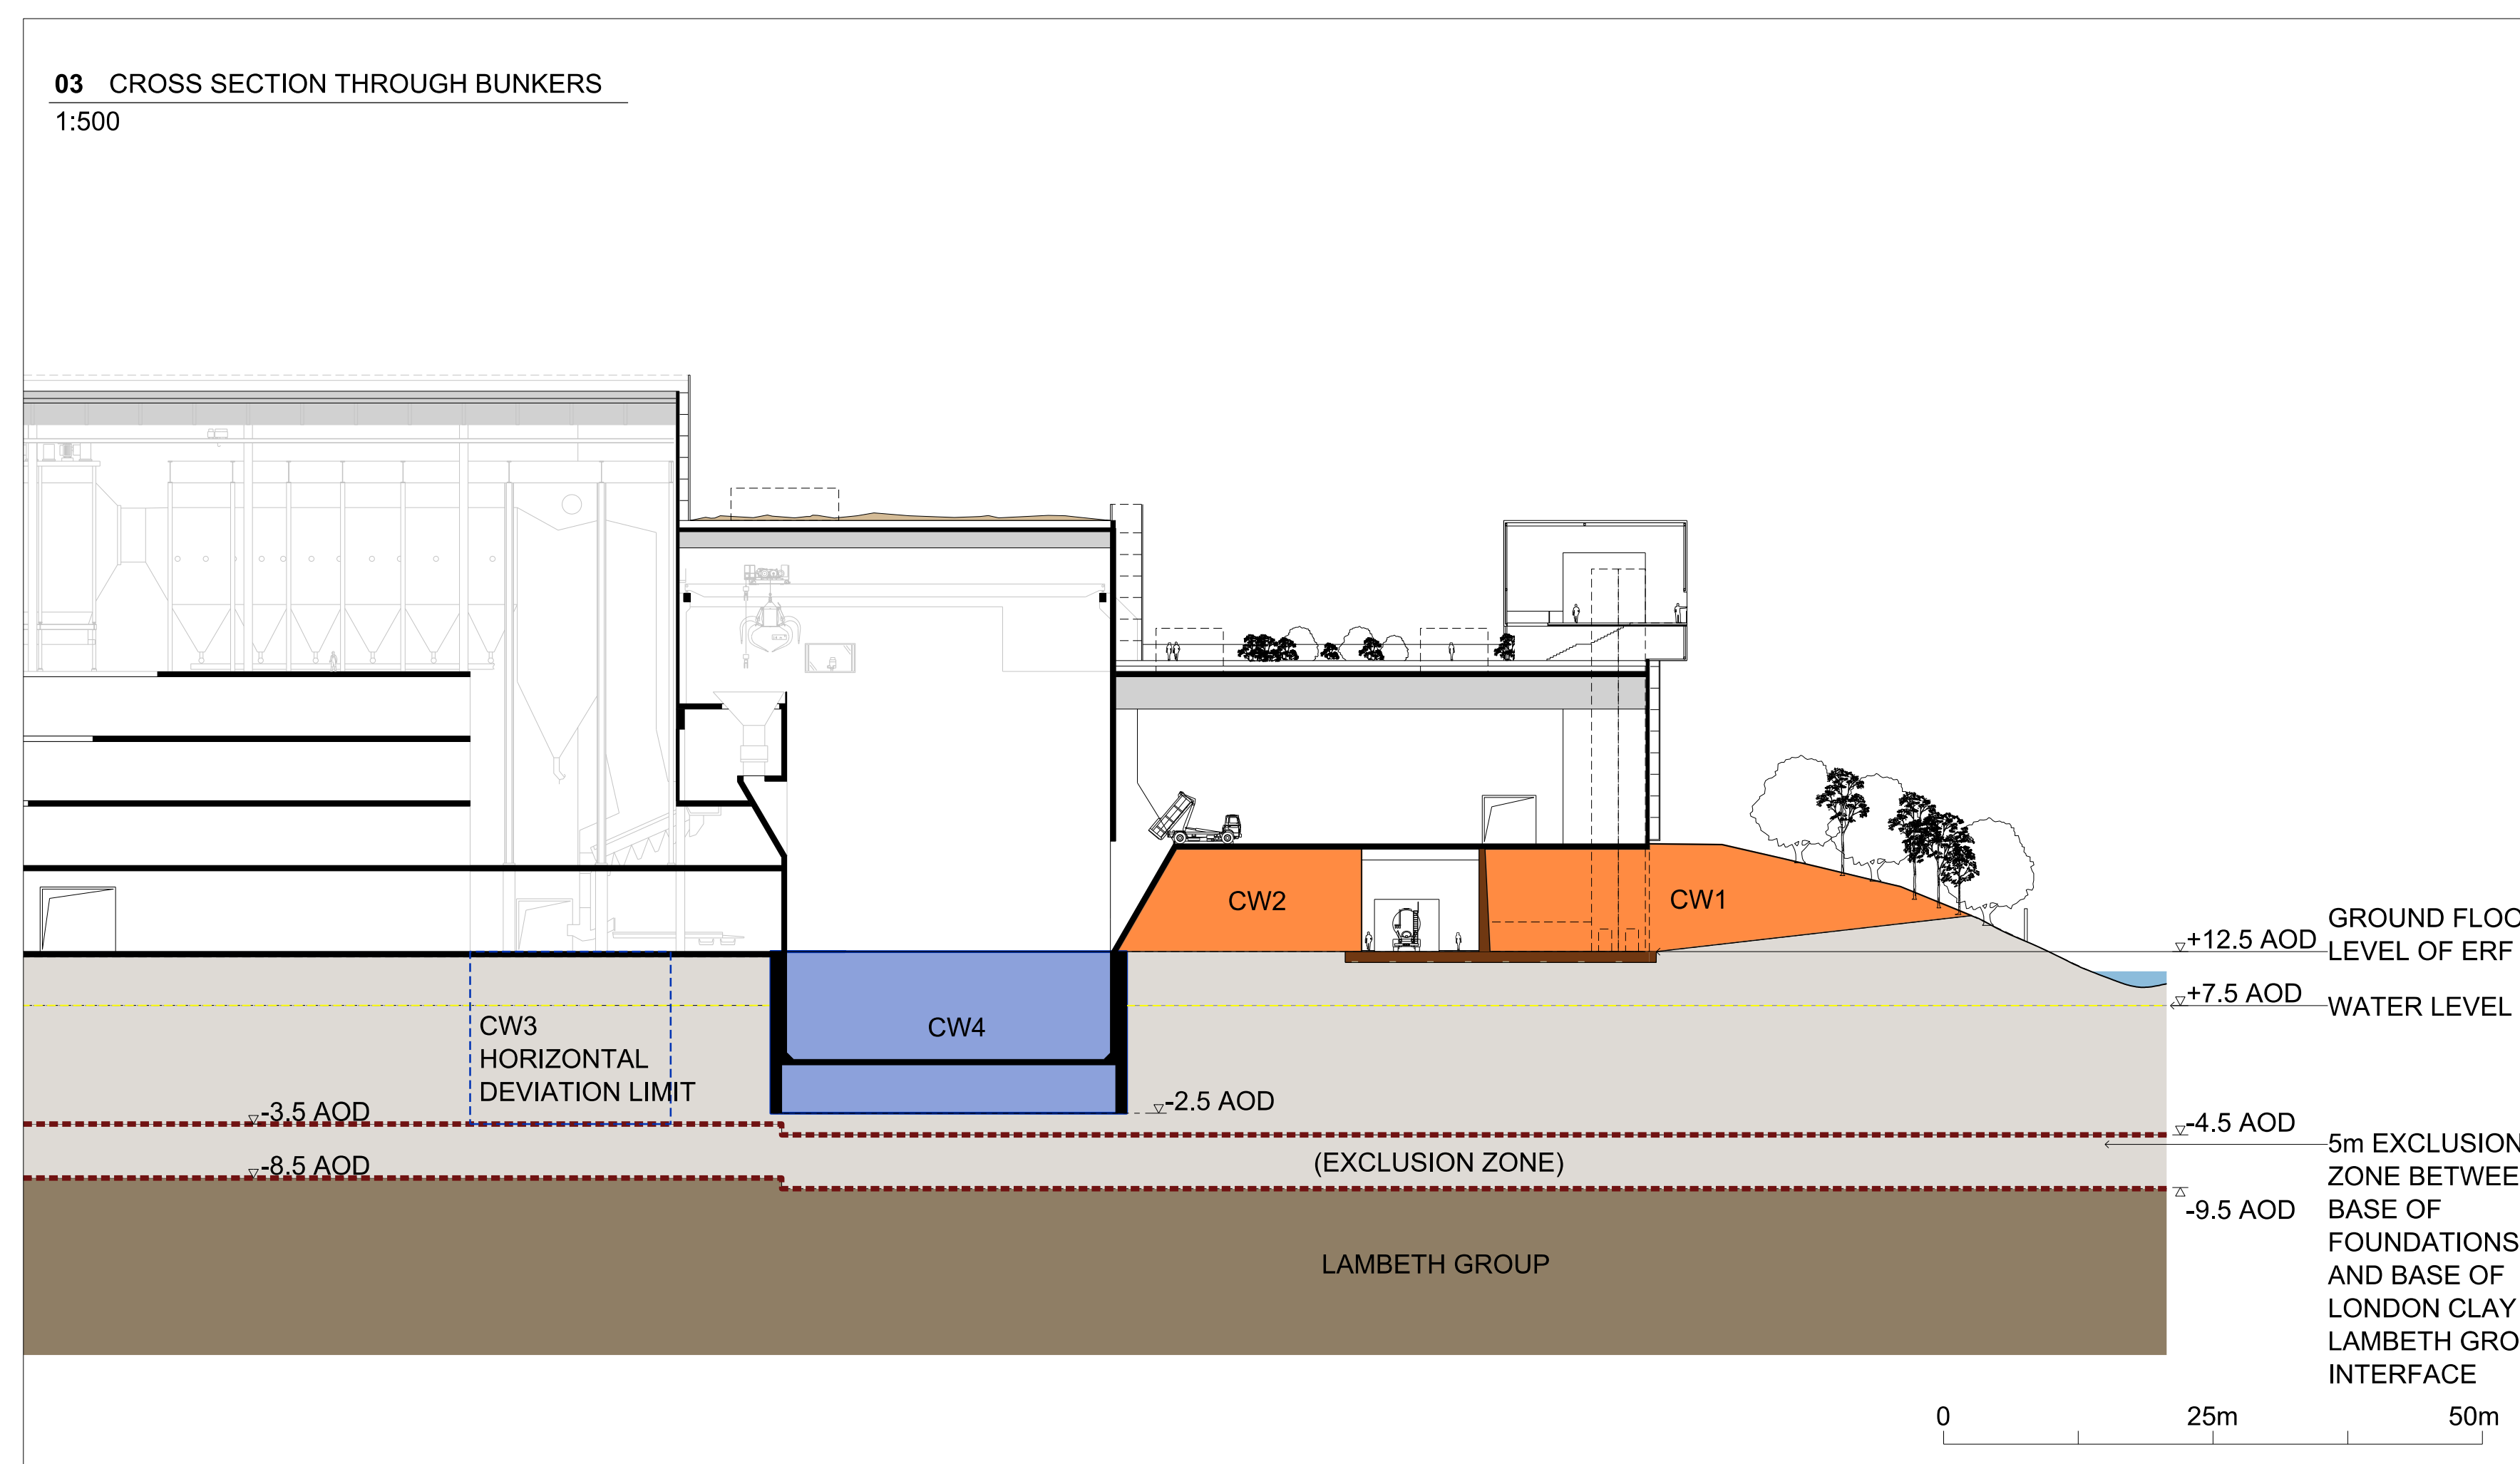 03 CROSS SECTION THROUGH BUNKERS
1:500
CW2
CW1
GROUND FLOO
+12.5 AOD
LEVEL OF ERF
+7.5 AOD
WATER LEVEL
CW3
HORIZONTAL
DEVIATION LIMIT
CW4
-3.5 AOD
-2.5 AOD
-4.5 AOD
-8.5 AOD
(EXCLUSION ZONE)
5m EXCLUSION
ZONE BETWEE
BASE OF
FOUNDATIONS
AND BASE OF
LONDON CLAY
LAMBETH GRO
INTERFACE
-9.5 AOD
LAMBETH GROUP
0 25m 50m